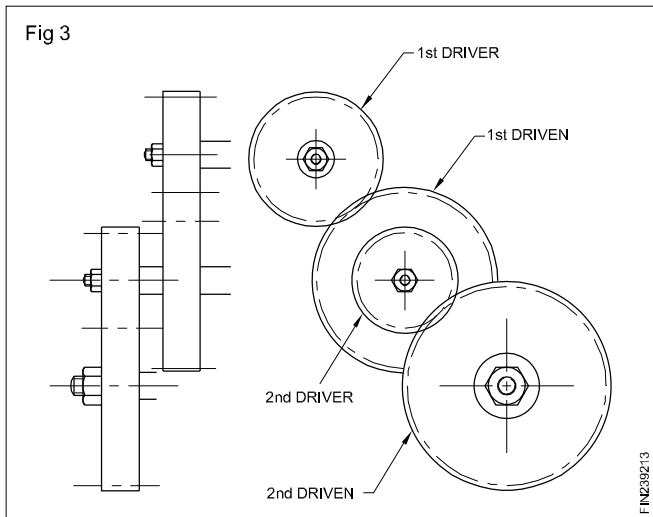 Fig 3
1st DRIVER
1st DRIVEN
2nd DRIVER
2nd DRIVEN
FIN239213